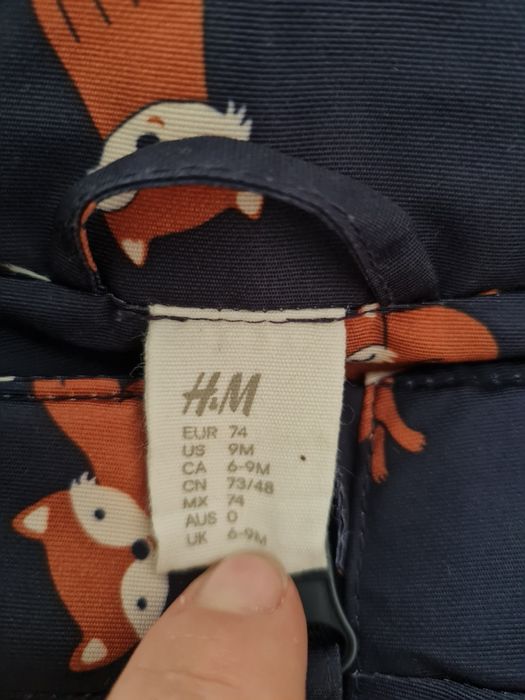 H&M
EUR 74
US 9M
CA 6-9M
CN 73/48
MX 74
AUS 0
UK 6-9M